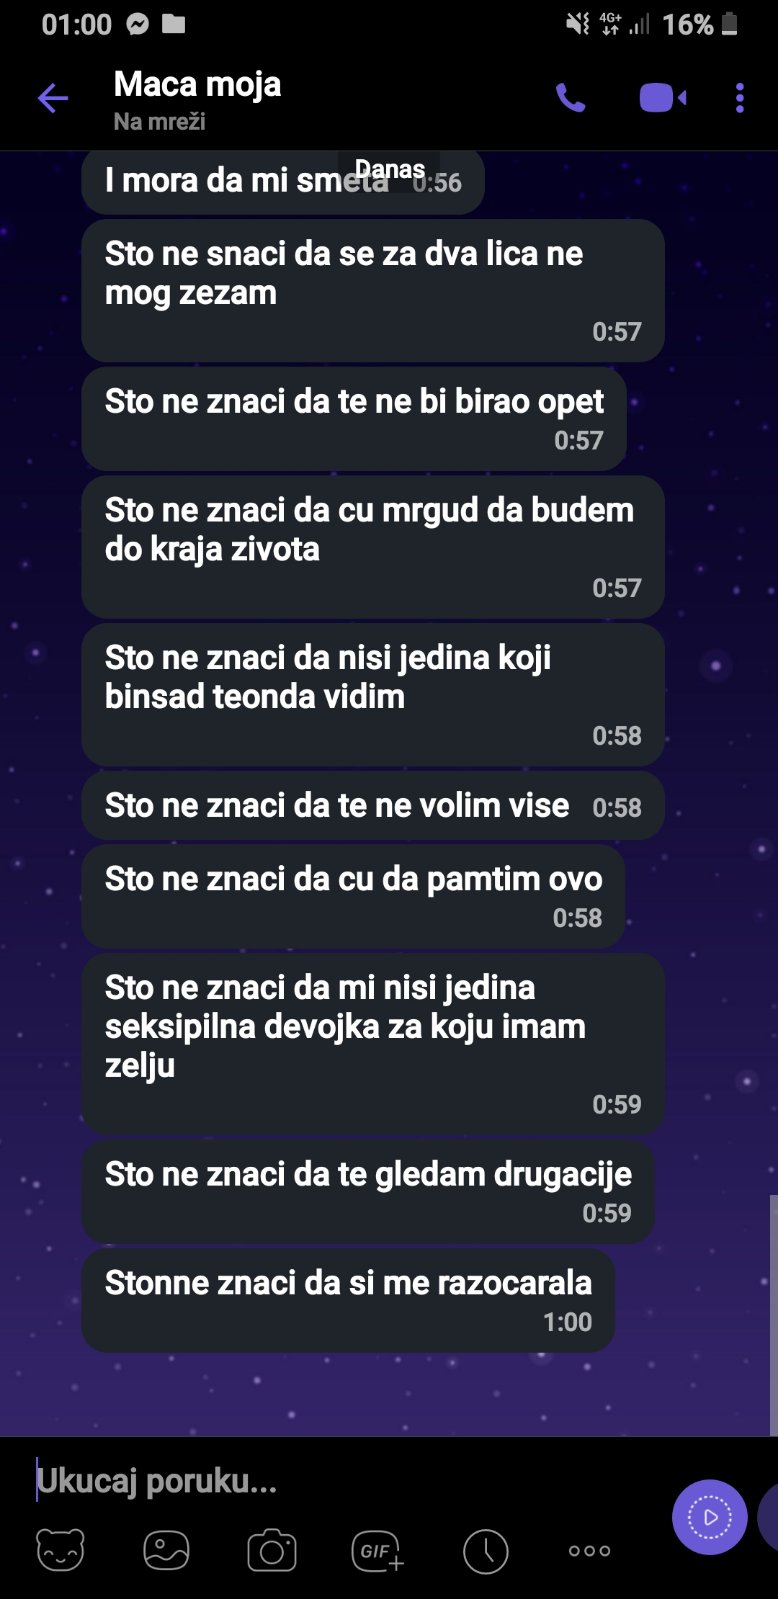 01:00 4G+ 16%
Maca moja
Na mreži
Danas
I mora da mi smeta 0:56
Sto ne snaci da se za dva lica ne
mog zezam
0:57
Sto ne znaci da te ne bi birao opet
0:57
Sto ne znaci da cu mrgud da budem
do kraja zivota
0:57
Sto ne znaci da nisi jedina koji
binsad teonda vidim
0:58
Sto ne znaci da te ne volim vise 0:58
Sto ne znaci da cu da pamtim ovo
0:58
Sto ne znaci da mi nisi jedina
seksipilna devojka za koju imam
zelju
0:59
Sto ne znaci da te gledam drugacije
0:59
Stonne znaci da si me razocarala
1:00
Ukucaj poruku...
GIF